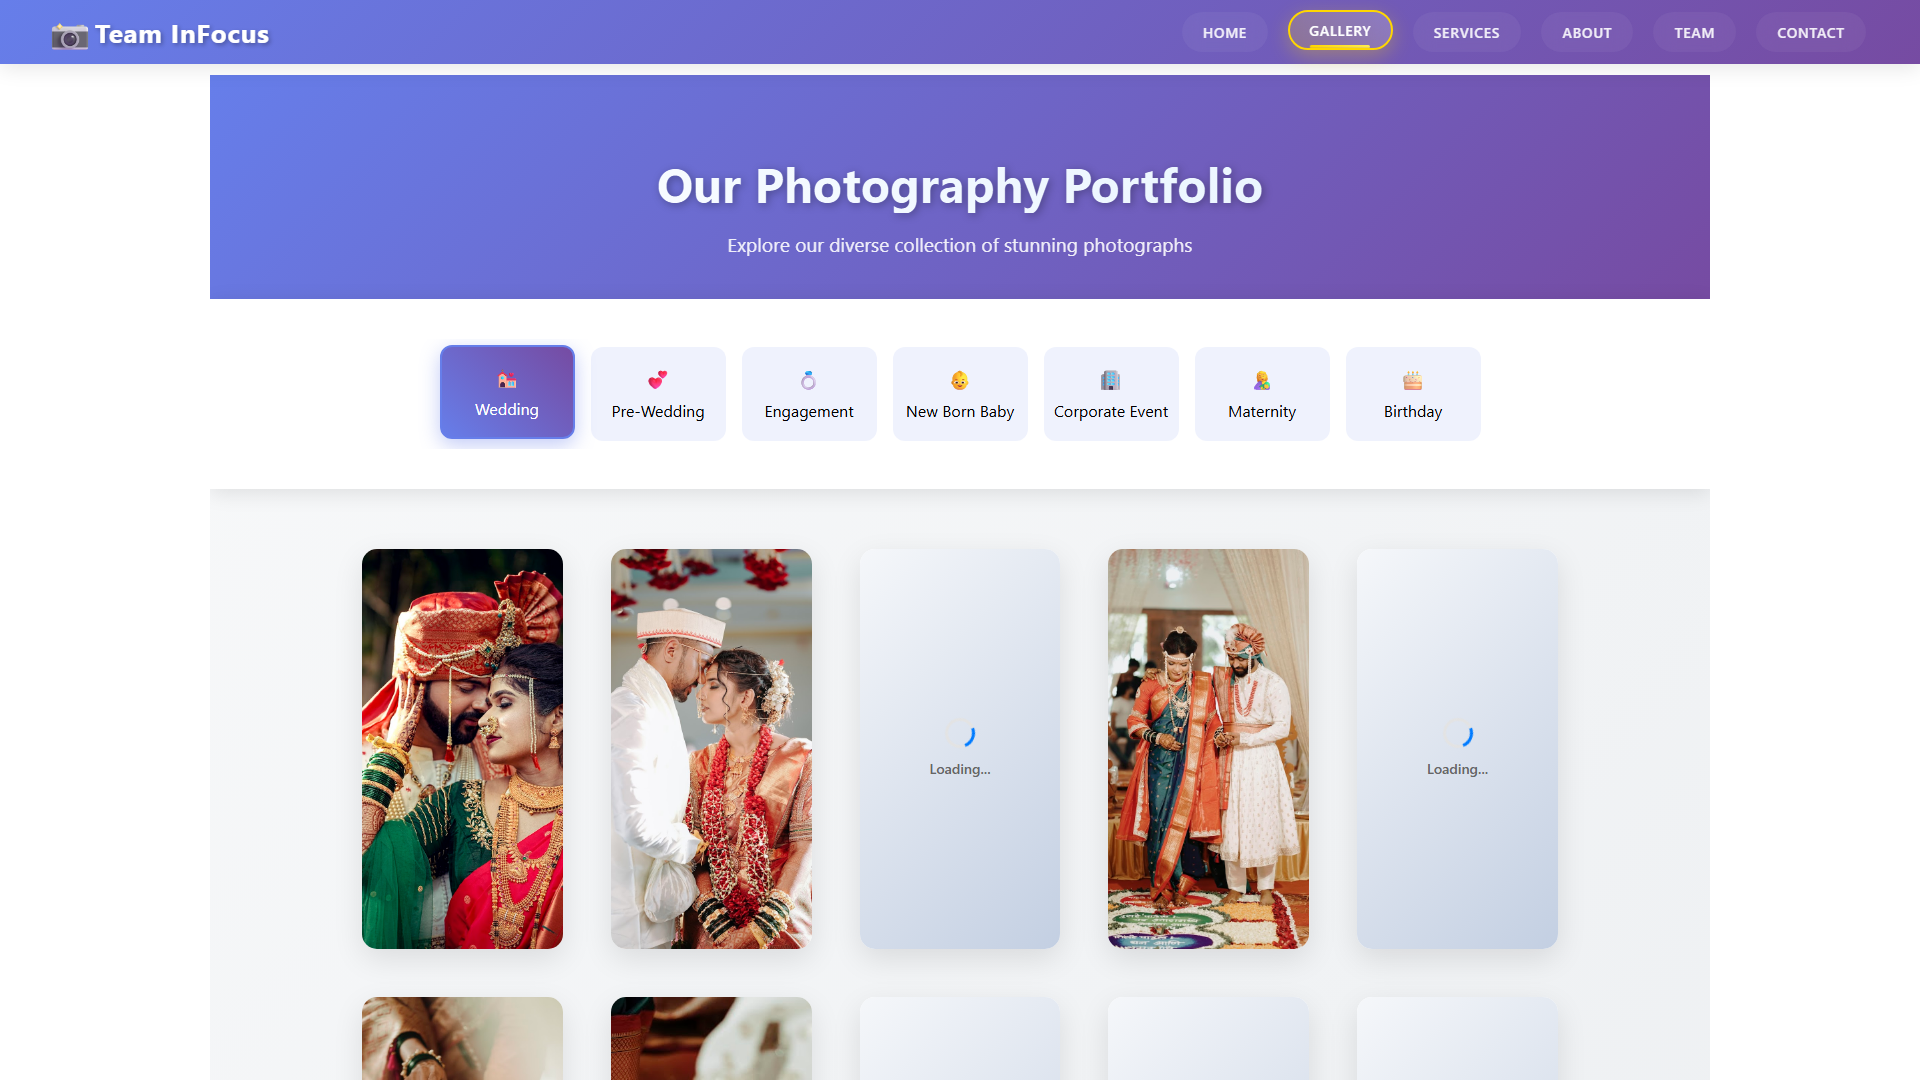 Team InFocus
HOME
GALLERY
SERVICES
ABOUT
TEAM
CONTACT
Our Photography Portfolio
Explore our diverse collection of stunning photographs
Wedding
Pre-Wedding
Engagement
New Born Baby
Corporate Event
Maternity
Birthday
Loading...
Loading...